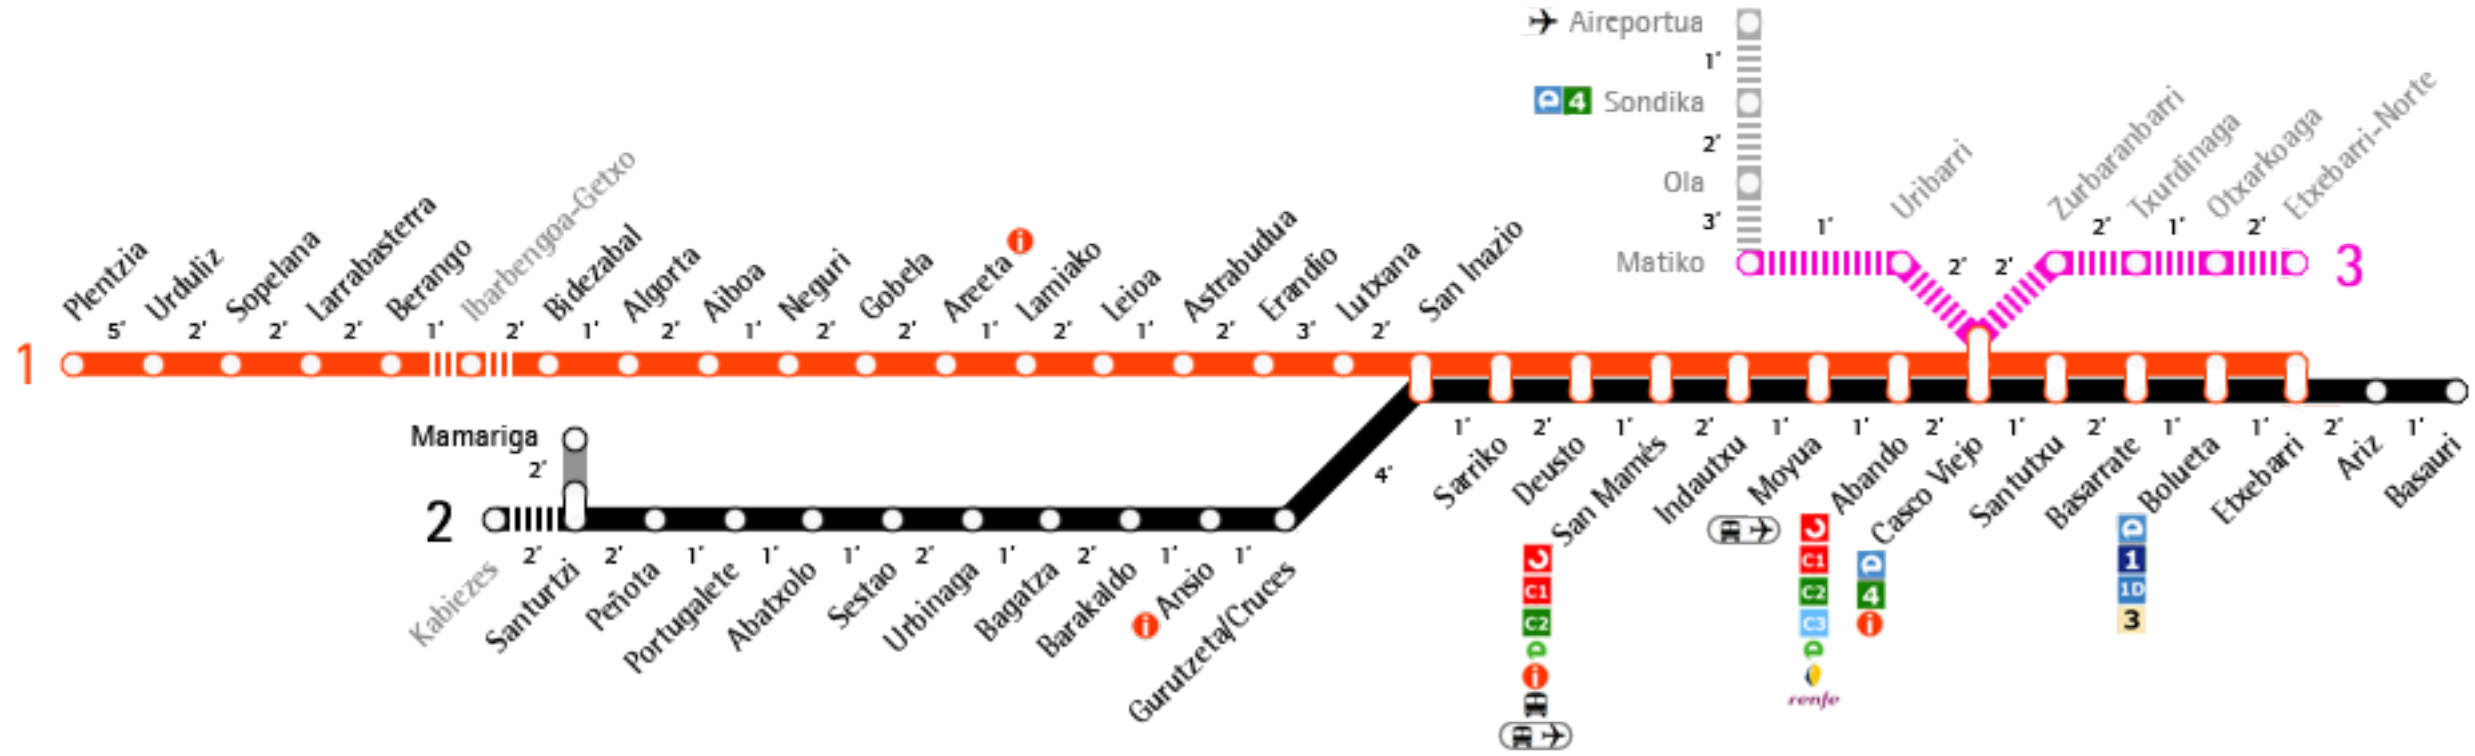 Aireportua
1'
4 Sondika
2'
Ola
3'
Matiko
1'
Uribarri
2'
2'
Zurbaranbarri
2'
Txurdinaga
1'
Otxarkoaga
2'
Etxebarri-Norte
3
1
Plentzia
5'
Urduliz
2'
Sopelana
2'
Larrabasterra
2'
Berango
1'
Ibarbengoa-Getxo
2'
Bidezabal
1'
Algorta
2'
Aiboa
1'
Neguri
2'
Gobela
2'
Areeta
i
1'
Lamiako
2'
Leioa
1'
Astrabudua
2'
Erandio
3'
Lutxana
2'
San Inazio
1'
Sarriko
2'
Deusto
1'
San Mamés
C1
C2
i
2'
Indautxu
1'
Moyua
1'
Abando
C1
C2
C3
renfe
2'
Casco Viejo
4
i
1'
Santutxu
2'
Basarrate
1'
Bolueta
1
1D
3
1'
Etxebarri
2'
Ariz
1'
Basauri
Mamariga
2'
2
Kabiezes
2'
Santurtzi
2'
Peñota
1'
Portugalete
1'
Abatxolo
1'
Sestao
2'
Urbinaga
1'
Bagatza
2'
Barakaldo
1'
i Ansio
1'
Gurutzeta/Cruces
4'